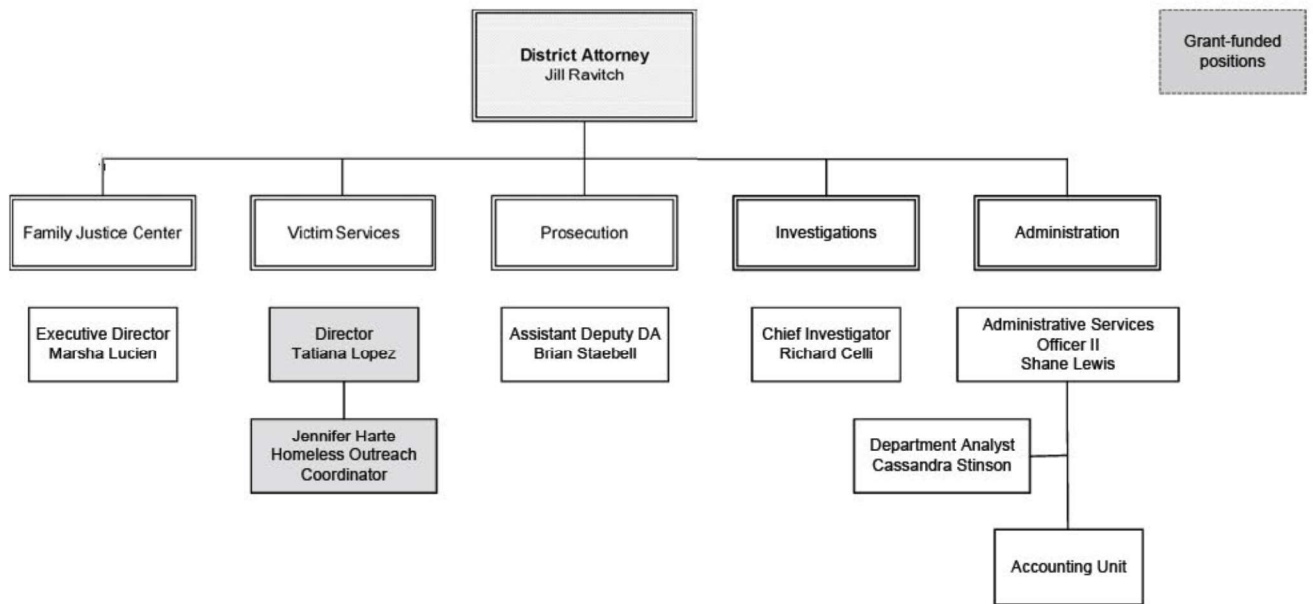 District Attorney
Jill Ravitch
Grant-funded
positions
Family Justice Center
Victim Services
Prosecution
Investigations
Administration
Executive Director
Marsha Lucien
Director
Tatiana Lopez
Assistant Deputy DA
Brian Staebell
Chief Investigator
Richard Celli
Administrative Services
Officer II
Shane Lewis
Jennifer Harte
Homeless Outreach
Coordinator
Department Analyst
Cassandra Stinson
Accounting Unit